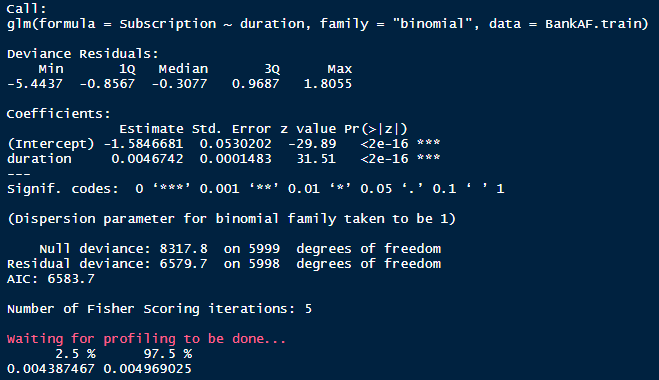 Call:
glm(formula = Subscription ~ duration, family = "binomial", data = BankAF.train)
Deviance Residuals:
Min 1Q Median 3Q Max
-5.4437 -0.8567 -0.3077 0.9687 1.8055
Coefficients:
Estimate Std. Error z value Pr(>|z|)
(Intercept) -1.5846681 0.0530202 -29.89 <2e-16 ***
duration 0.0046742 0.0001483 31.51 <2e-16 ***
---
Signif. codes: 0 ‘***’ 0.001 ‘**’ 0.01 ‘*’ 0.05 ‘.’ 0.1 ‘ ’ 1
(Dispersion parameter for binomial family taken to be 1)
Null deviance: 8317.8 on 5999 degrees of freedom
Residual deviance: 6579.7 on 5998 degrees of freedom
AIC: 6583.7
Number of Fisher Scoring iterations: 5
Waiting for profiling to be done...
2.5 % 97.5 %
0.004387467 0.004969025